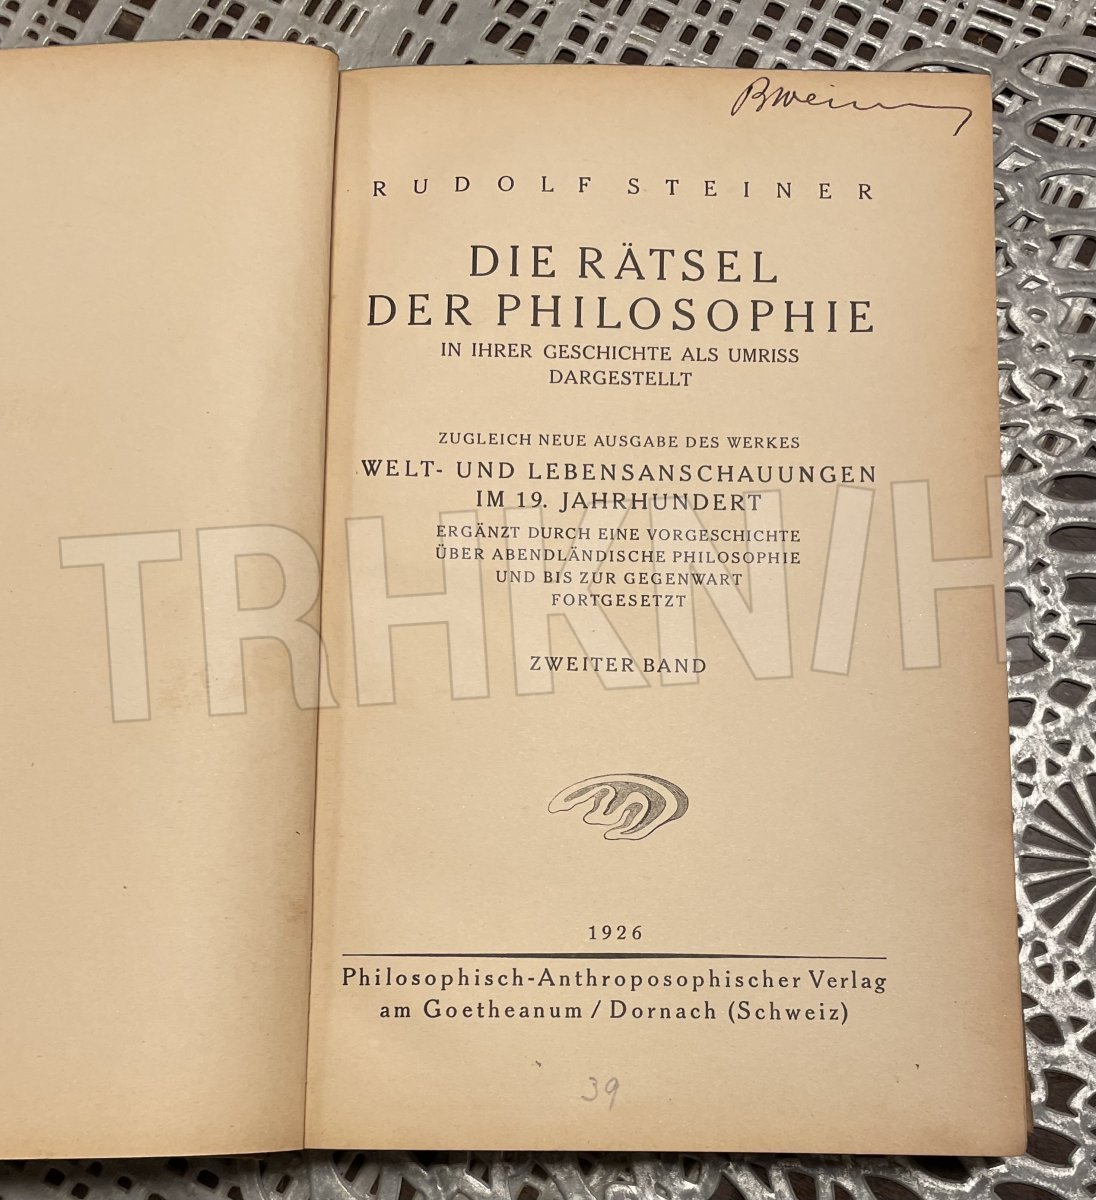 RUDOLF STEINER
DIE RÄTSEL
DER PHILOSOPHIE
IN IHRER GESCHICHTE ALS UMRISS
DARGESTELLT
ZUGLEICH NEUE AUSGABE DES WERKES
WELT- UND LEBENSANSCHAUUNGEN
IM 19. JAHRHUNDERT
ERGÄNZT DURCH EINE VORGESCHICHTE
ÜBER ABENDLÄNDISCHE PHILOSOPHIE
UND BIS ZUR GEGENWART
FORTGESETZT
TRHKN/H
ZWEITER BAND
1926
Philosophisch-Anthroposophischer Verlag
am Goetheanum / Dornach (Schweiz)
39